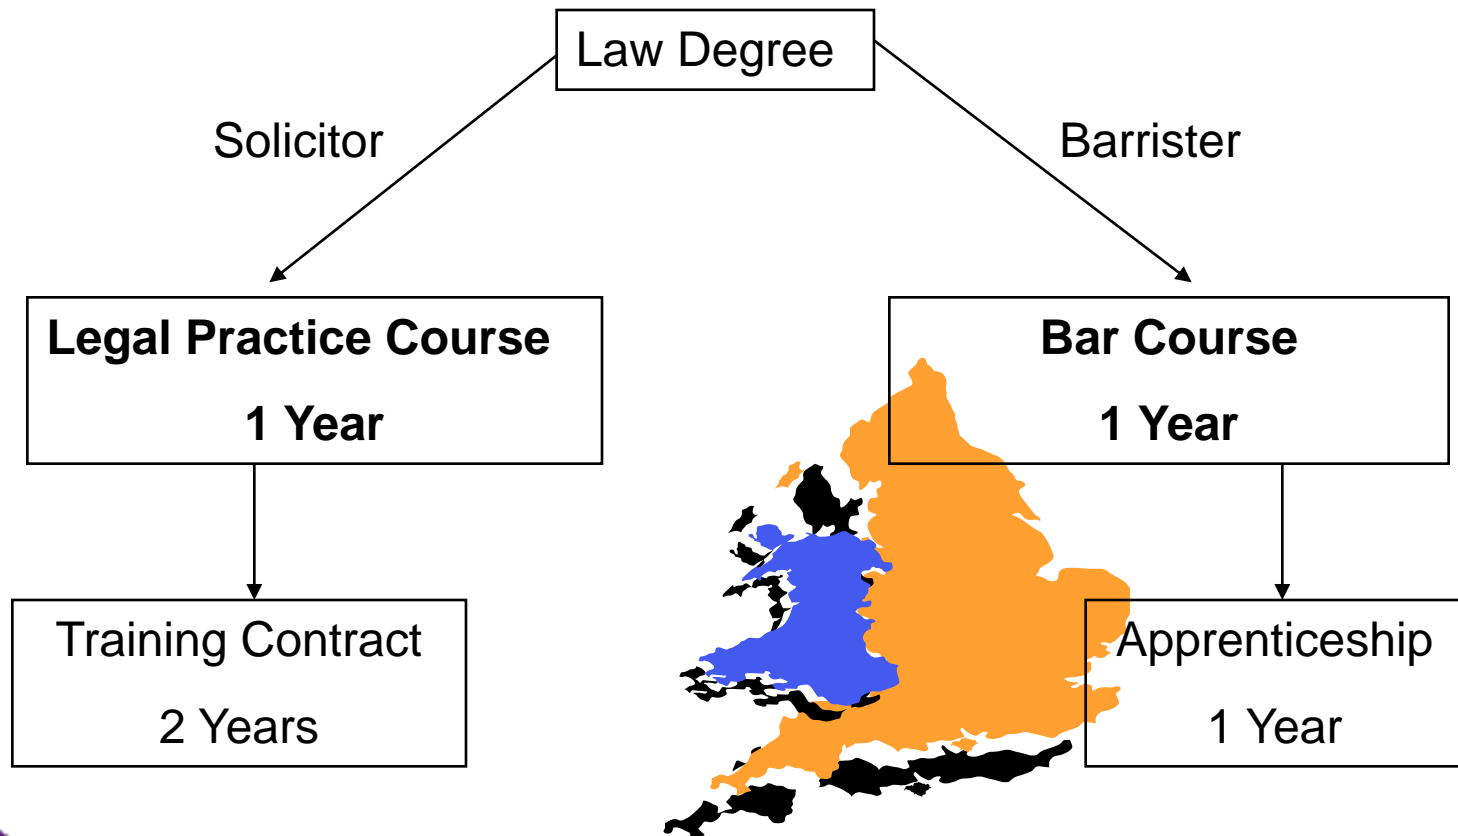 Law Degree
Solicitor
Barrister
Legal Practice Course
1 Year
Bar Course
1 Year
Training Contract
2 Years
Apprenticeship
1 Year